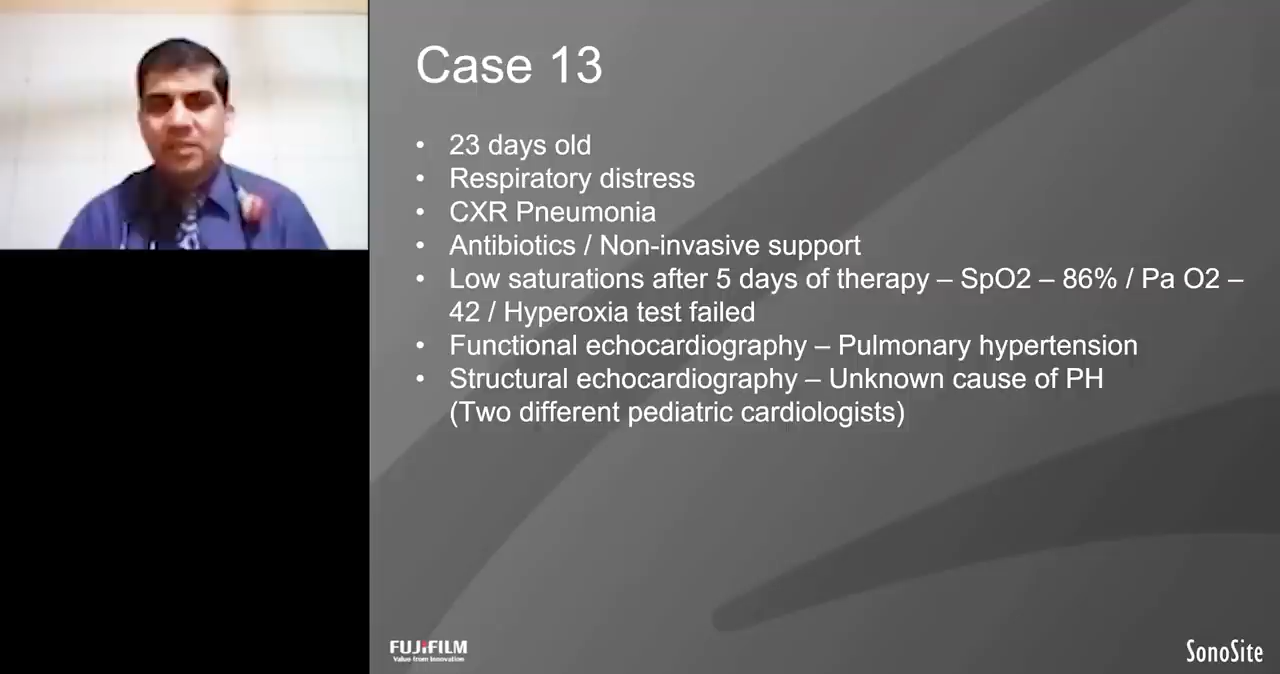 Case 13
• 23 days old
• Respiratory distress
• CXR Pneumonia
• Antibiotics / Non-invasive support
• Low saturations after 5 days of therapy – SpO2 – 86% / Pa O2 –
42 / Hyperoxia test failed
• Functional echocardiography – Pulmonary hypertension
• Structural echocardiography – Unknown cause of PH
(Two different pediatric cardiologists)
FUJIFILM
Value from Innovation
SonoSite